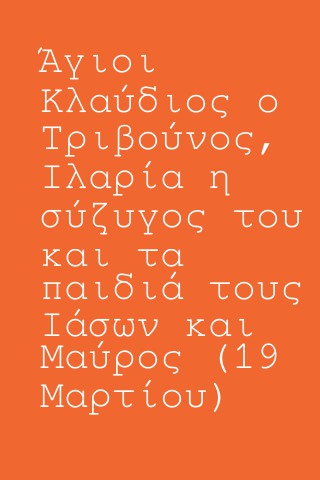 Άγιοι
Κλαύδιος ο
Τριβούνος,
Ιλαρία η
σύζυγος του
και τα
παιδιά τους
Ιάσων και
Μαύρος (19
Μαρτίου)